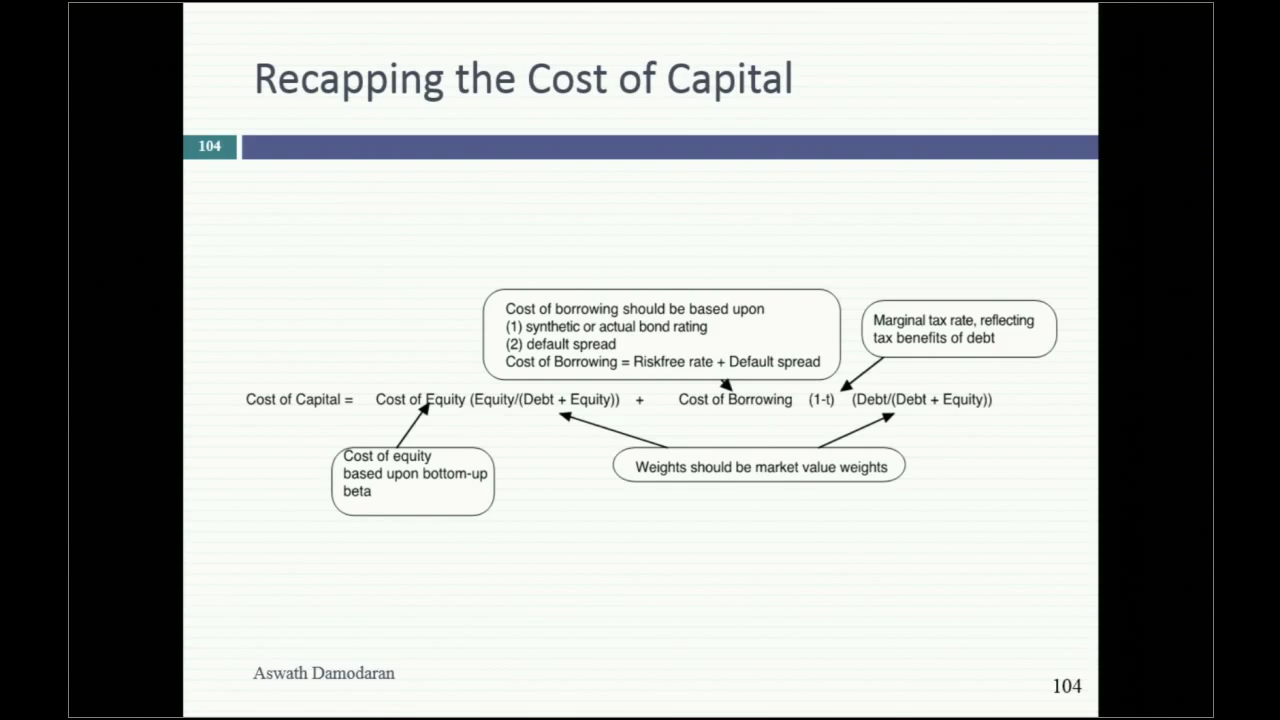 Recapping the Cost of Capital
104
Cost of borrowing should be based upon
(1) synthetic or actual bond rating
(2) default spread
Cost of Borrowing = Riskfree rate + Default spread
Marginal tax rate, reflecting
tax benefits of debt
Cost of Capital = Cost of Equity (Equity/(Debt + Equity)) + Cost of Borrowing (1-t) (Debt/(Debt + Equity))
Cost of equity
based upon bottom-up
beta
Weights should be market value weights
Aswath Damodaran
104